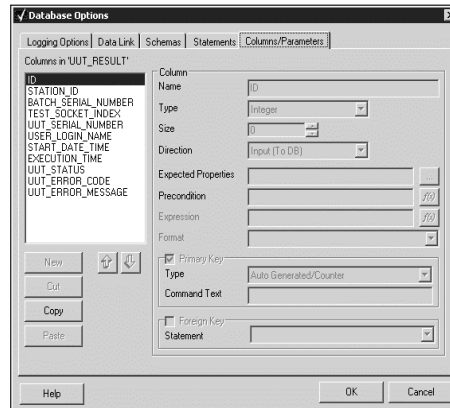 Database Options
Logging Options Data Link Schemas Statements Columns/Parameters
Columns in 'UUT_RESULT'
ID
STATION_ID
BATCH_SERIAL_NUMBER
TEST_SOCKET_INDEX
UUT_SERIAL_NUMBER
USER_LOGIN_NAME
START_DATE_TIME
EXECUTION_TIME
UUT_STATUS
UUT_ERROR_CODE
UUT_ERROR_MESSAGE
New
Cut
Copy
Paste
Column
Name ID
Type Integer
Size 0
Direction Input (To DB)
Expected Properties ...
Precondition f(x)
Expression f(x)
Format
Primary Key
Type Auto Generated/Counter
Command Text
Foreign Key
Statement
Help OK Cancel